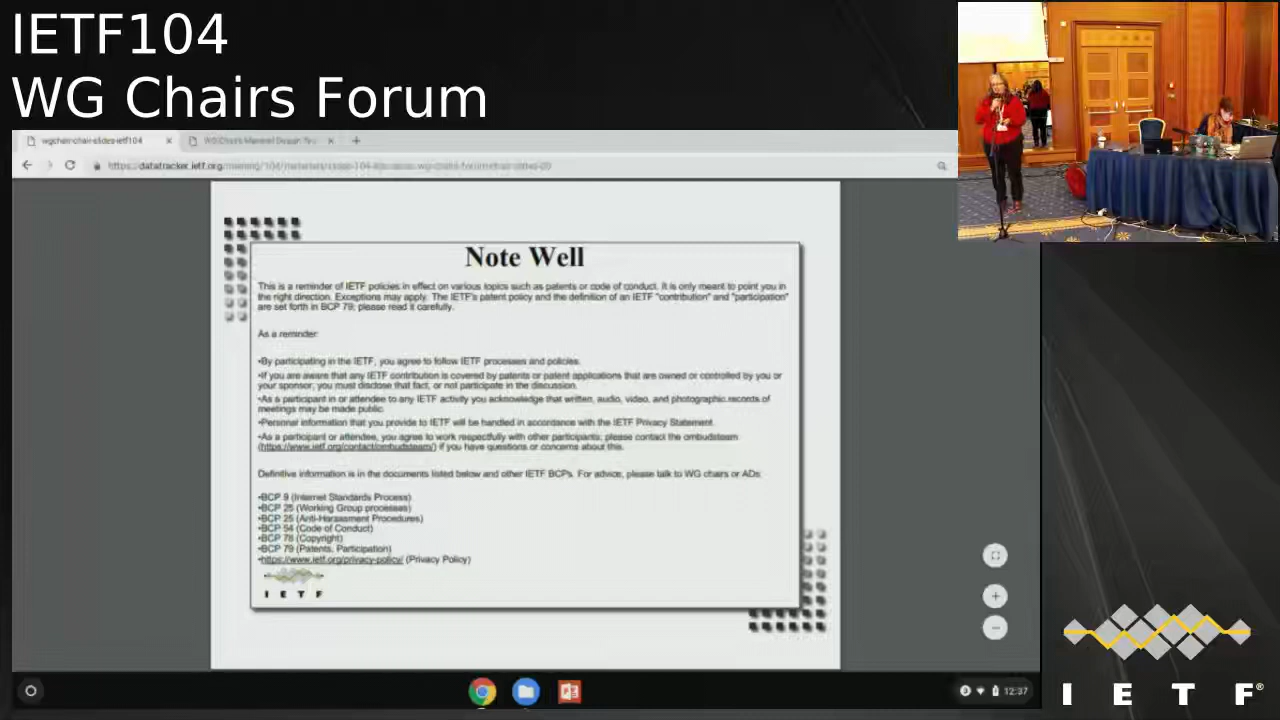 IETF104
WG Chairs Forum
wgchair-chair-slides-ietf104
Note Well
This is a reminder of IETF policies in effect on various topics such as patents or code of conduct. It is only meant to point you in
the right direction. Exceptions may apply. The IETF's patent policy and the definition of an IETF "contribution" and "participation"
are set forth in BCP 79; please read it carefully.
As a reminder:
•By participating in the IETF, you agree to follow IETF processes and policies.
•If you are aware that any IETF contribution is covered by patents or patent applications that are owned or controlled by you or
your sponsor, you must disclose that fact, or not participate in the discussion.
•As a participant in or attendee to any IETF activity you acknowledge that written, audio, video, and photographic records of
meetings may be made public.
•Personal information that you provide to IETF will be handled in accordance with the IETF Privacy Statement.
•As a participant or attendee, you agree to work respectfully with other participants; please contact the ombudsteam
(https://www.ietf.org/contact/ombudsteam/) if you have questions or concerns about this.
Definitive information is in the documents listed below and other IETF BCPs. For advice, please talk to WG chairs or ADs:
•BCP 9 (Internet Standards Process)
•BCP 25 (Working Group processes)
•BCP 25 (Anti-Harassment Procedures)
•BCP 54 (Code of Conduct)
•BCP 78 (Copyright)
•BCP 79 (Patents, Participation)
•https://www.ietf.org/privacy-policy/ (Privacy Policy)
I E T F
12:37
I E T F®